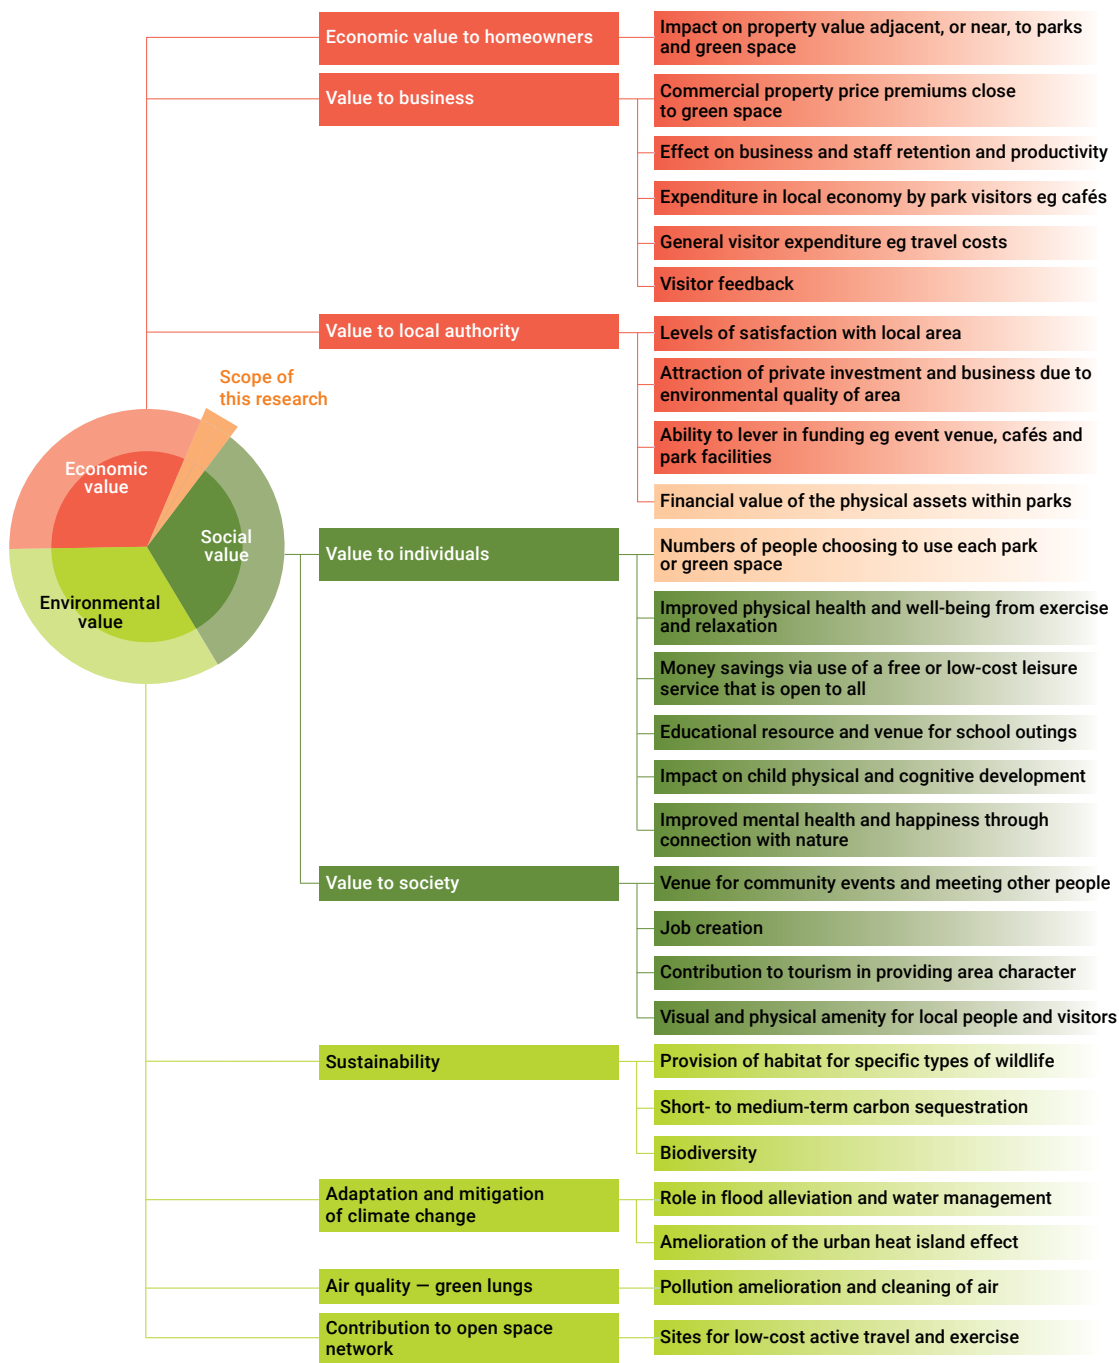 Economic value to homeowners
Impact on property value adjacent, or near, to parks
and green space
Value to business
Commercial property price premiums close
to green space
Effect on business and staff retention and productivity
Expenditure in local economy by park visitors eg cafés
General visitor expenditure eg travel costs
Visitor feedback
Value to local authority
Levels of satisfaction with local area
Attraction of private investment and business due to
environmental quality of area
Ability to lever in funding eg event venue, cafés and
park facilities
Financial value of the physical assets within parks
Scope of
this research
Economic
value
Social
value
Environmental
value
Value to individuals
Numbers of people choosing to use each park
or green space
Improved physical health and well-being from exercise
and relaxation
Money savings via use of a free or low-cost leisure
service that is open to all
Educational resource and venue for school outings
Impact on child physical and cognitive development
Improved mental health and happiness through
connection with nature
Value to society
Venue for community events and meeting other people
Job creation
Contribution to tourism in providing area character
Visual and physical amenity for local people and visitors
Sustainability
Provision of habitat for specific types of wildlife
Short- to medium-term carbon sequestration
Biodiversity
Adaptation and mitigation
of climate change
Role in flood alleviation and water management
Amelioration of the urban heat island effect
Air quality — green lungs
Pollution amelioration and cleaning of air
Contribution to open space
network
Sites for low-cost active travel and exercise